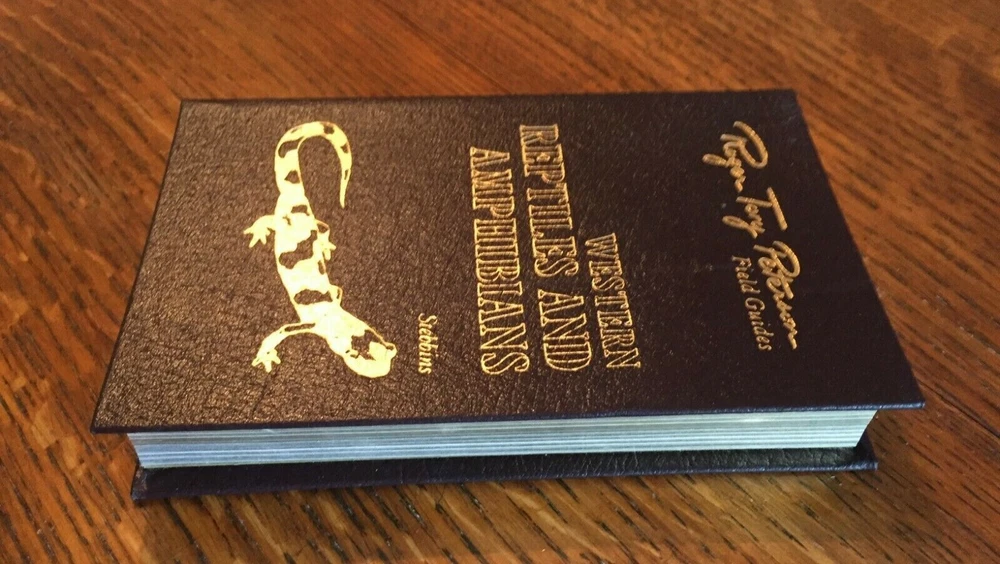 Roger Tory Peterson
Field Guides
WESTERN
REPTILES AND
AMPHIBIANS
Stebbins